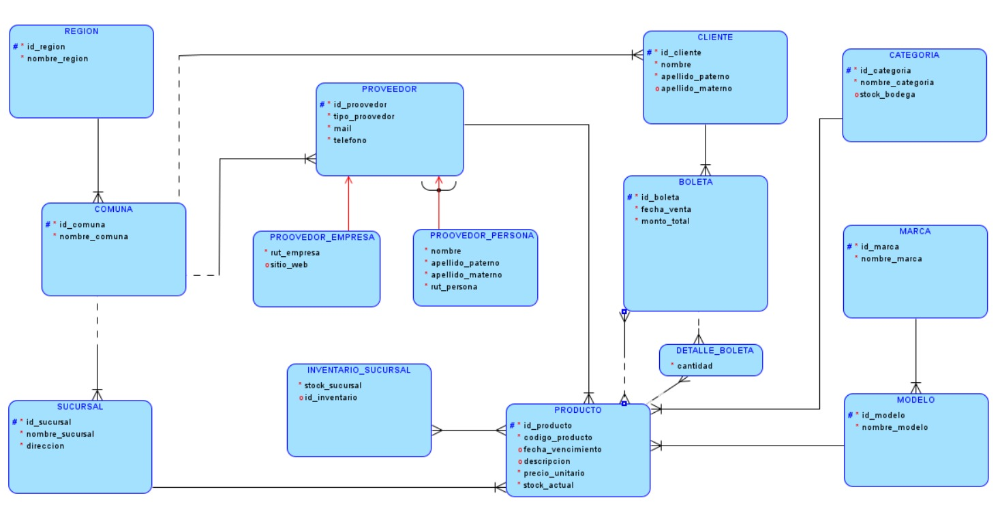 REGION
# * id_region
* nombre_region
CLIENTE
# * id_cliente
* nombre
* apellido_paterno
o apellido_materno
CATEGORIA
# * id_categoria
* nombre_categoria
o stock_bodega
PROVEEDOR
# * id_proovedor
* tipo_proovedor
* mail
* telefono
COMUNA
# * id_comuna
* nombre_comuna
BOLETA
# * id_boleta
* fecha_venta
* monto_total
PROOVEDOR_EMPRESA
* rut_empresa
o sitio_web
PROOVEDOR_PERSONA
* nombre
* apellido_paterno
* apellido_materno
* rut_persona
MARCA
# * id_marca
* nombre_marca
DETALLE_BOLETA
* cantidad
INVENTARIO_SUCURSAL
* stock_sucursal
o id_inventario
SUCURSAL
# * id_sucursal
* nombre_sucursal
* direccion
PRODUCTO
# * id_producto
* codigo_producto
o fecha_vencimiento
o descripcion
* precio_unitario
* stock_actual
MODELO
# * id_modelo
* nombre_modelo